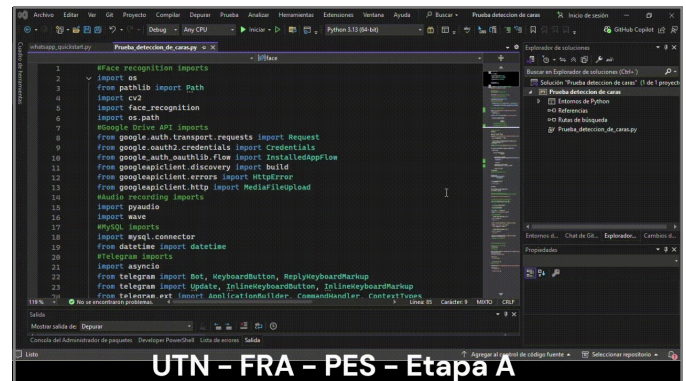 Archivo Editar Ver Git Proyecto Compilar Depurar Prueba Analizar Herramientas Extensiones Ventana Ayuda Buscar Prueba deteccion de caras Inicio de sesión
Debug Any CPU Iniciar Python 3.13 (64-bit) GitHub Copilot
whatsapp_quickstart.py Prueba_deteccion_de_caras.py Explorador de soluciones
face
Cuadro de herramientas
Buscar en Explorador de soluciones (Ctrl+´)
Solución "Prueba deteccion de caras" (1 de 1 proyecto
Prueba deteccion de caras
Entornos de Python
Referencias
Rutas de búsqueda
Prueba_deteccion_de_caras.py
1 #Face recognition imports
2 import os
3 from pathlib import Path
4 import cv2
5 import face_recognition
6 import os.path
7 #Google Drive API imports
8 from google.auth.transport.requests import Request
9 from google.oauth2.credentials import Credentials
10 from google_auth_oauthlib.flow import InstalledAppFlow
11 from googleapiclient.discovery import build
12 from googleapiclient.errors import HttpError
13 from googleapiclient.http import MediaFileUpload
14 #Audio recording imports
15 import pyaudio
16 import wave
17 #MySQL imports
18 import mysql.connector
19 from datetime import datetime
20 #Telegram imports
21 import asyncio
22 from telegram import Bot, KeyboardButton, ReplyKeyboardMarkup
23 from telegram import Update, InlineKeyboardButton, InlineKeyboardMarkup
24 from telegram.ext import ApplicationBuilder, CommandHandler, ContextTypes
Entornos d... Chat de Git... Explorador... Cambios d...
Propiedades
119 % No se encontraron problemas. Línea: 85 Carácter: 9 MIXTO CRLF
Salida
Mostrar salida de: Depurar
Consola del Administrador de paquetes Developer PowerShell Lista de errores Salida
Listo Agregar al control de código fuente Seleccionar repositorio
UTN - FRA - PES - Etapa A